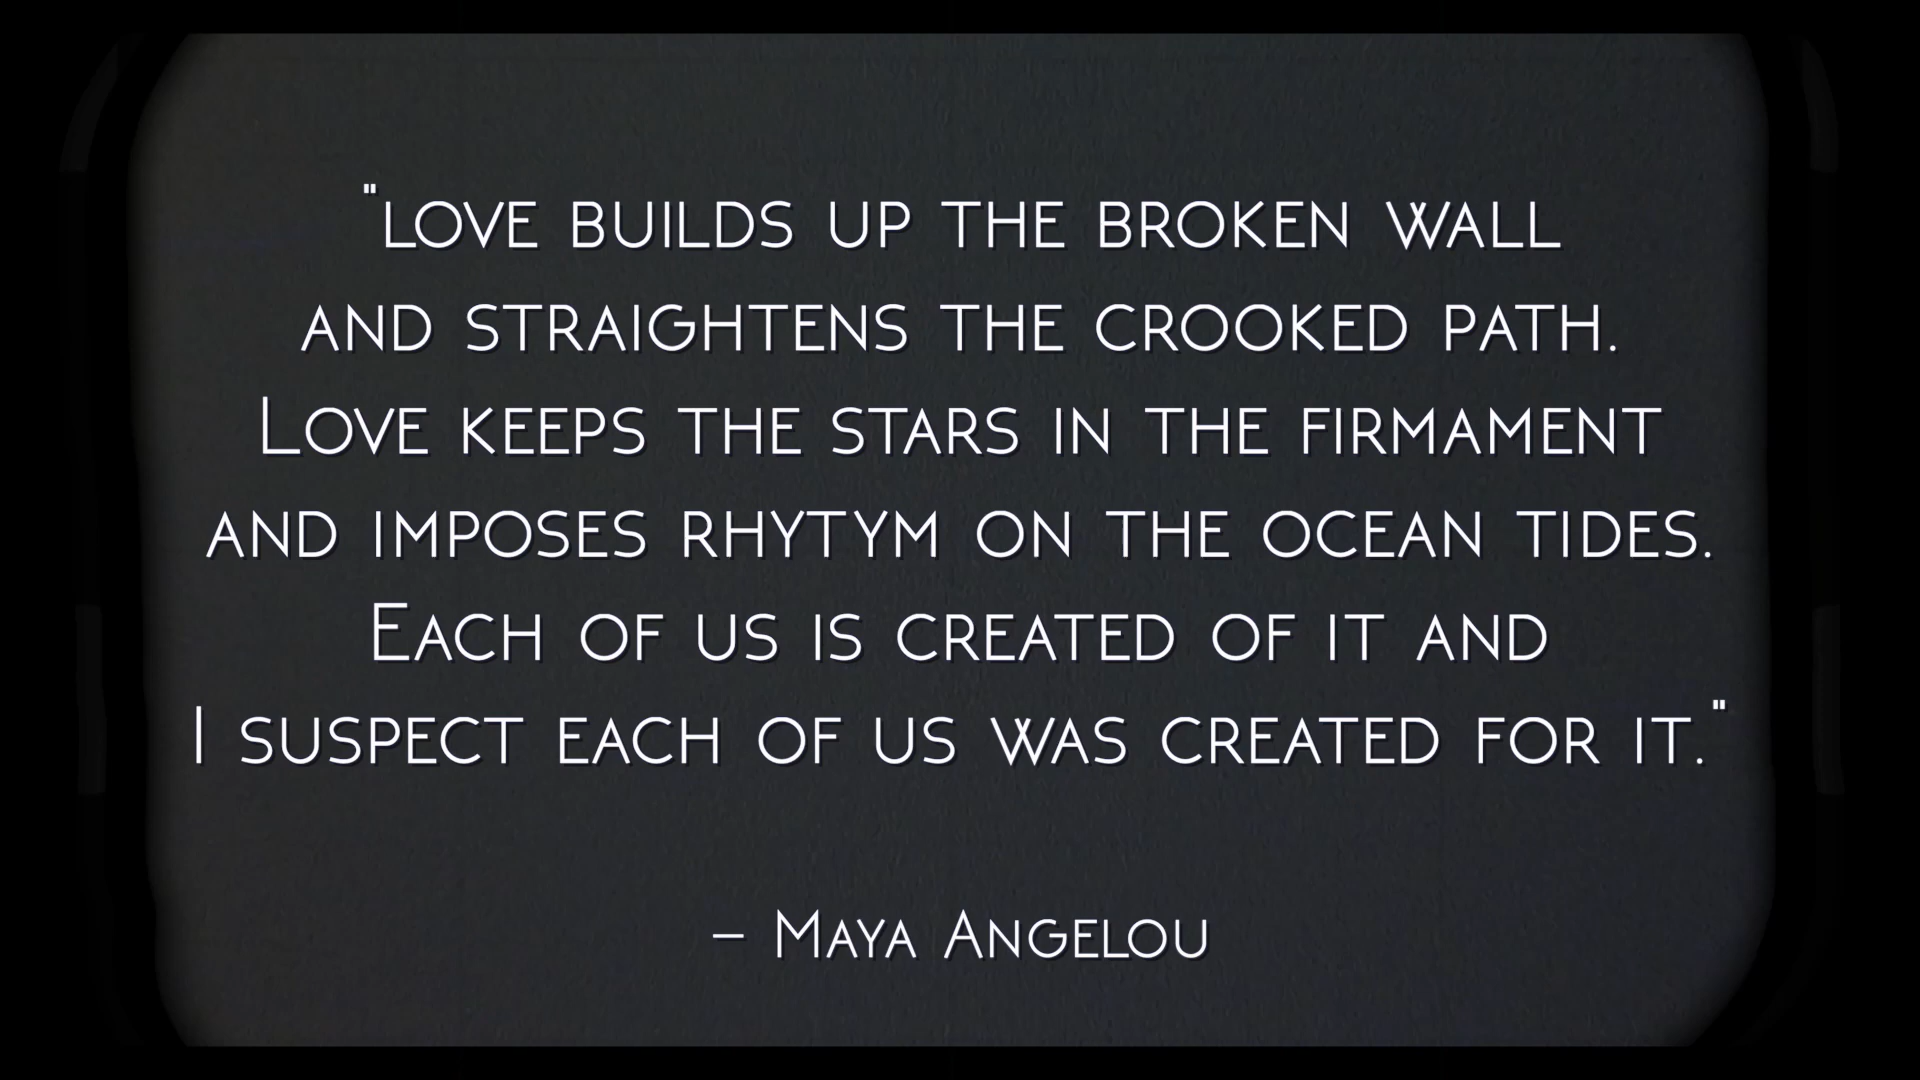 "Love builds up the broken wall
and straightens the crooked path.
Love keeps the stars in the firmament
and imposes rhytym on the ocean tides.
Each of us is created of it and
I suspect each of us was created for it."
– Maya Angelou